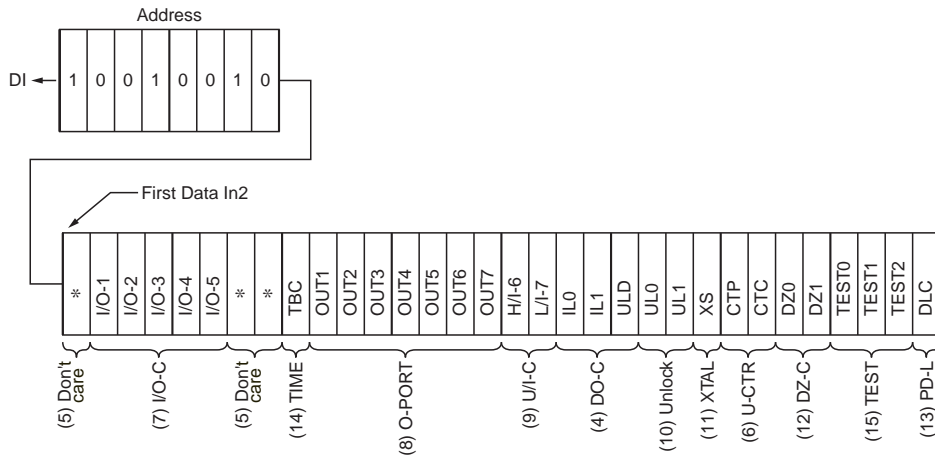 Address
DI
1 0 0 1 0 0 1 0
First Data In2
*
I/O-1
I/O-2
I/O-3
I/O-4
I/O-5
*
*
TBC
OUT1
OUT2
OUT3
OUT4
OUT5
OUT6
OUT7
H/I-6
L/I-7
IL0
IL1
ULD
UL0
UL1
XS
CTP
CTC
DZ0
DZ1
TEST0
TEST1
TEST2
DLC
(5) Don't
care
(7) I/O-C
(5) Don't
care
(14) TIME
(8) O-PORT
(9) U/I-C
(4) DO-C
(10) Unlock
(11) XTAL
(6) U-CTR
(12) DZ-C
(15) TEST
(13) PD-L